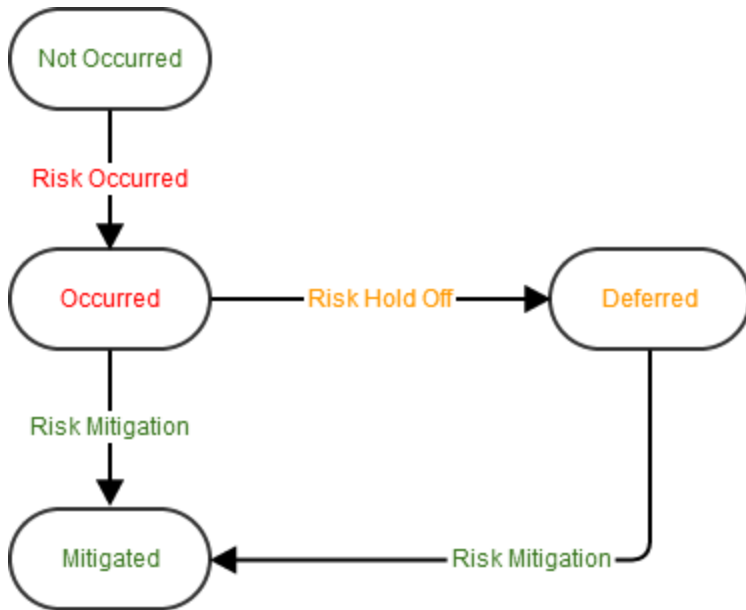 Not Occurred
Risk Occurred
Occurred
Risk Hold Off
Deferred
Risk Mitigation
Mitigated
Risk Mitigation